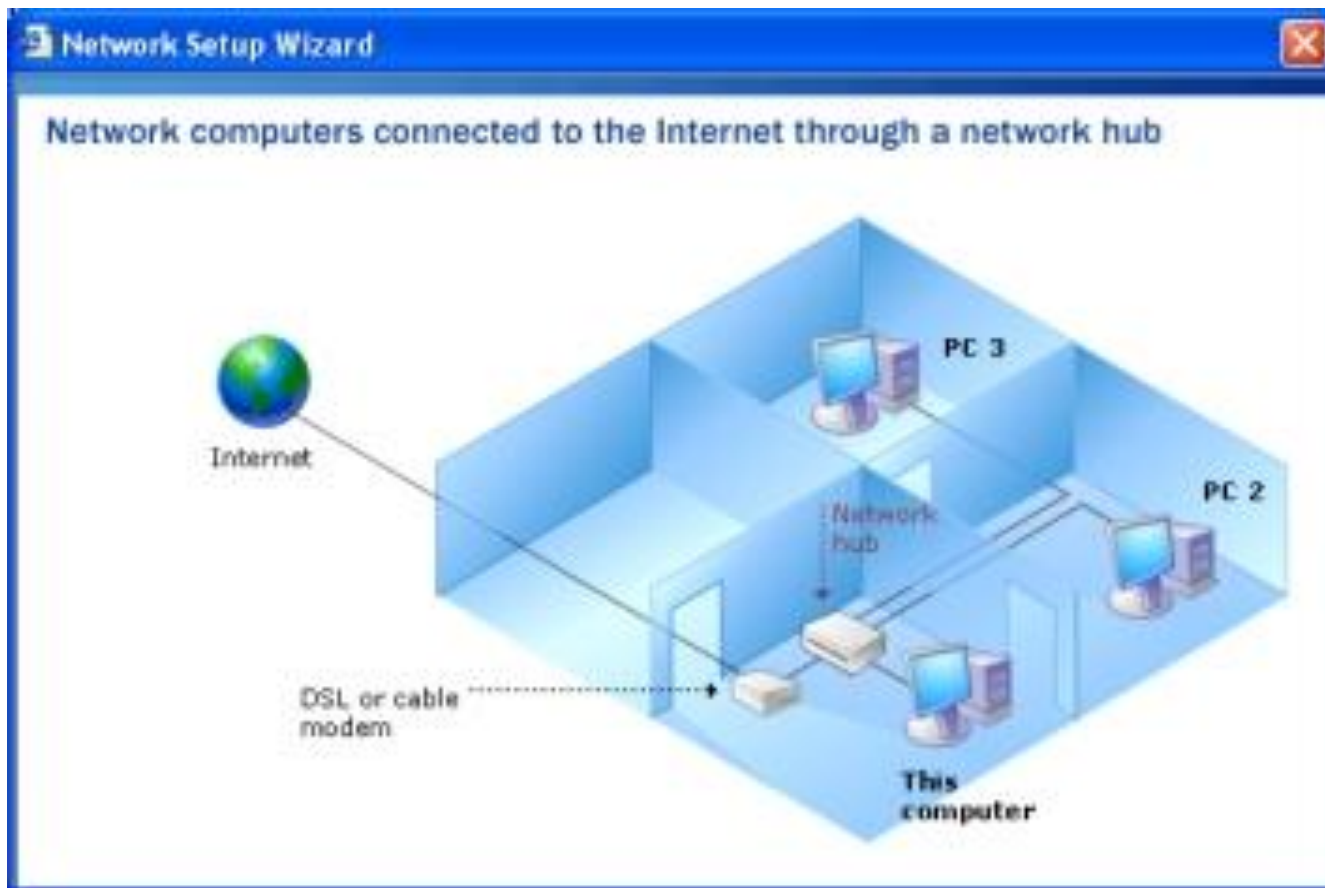 Network Setup Wizard
Network computers connected to the Internet through a network hub
PC 3
Internet
PC 2
Network
hub
DSL or cable
modem
This
computer